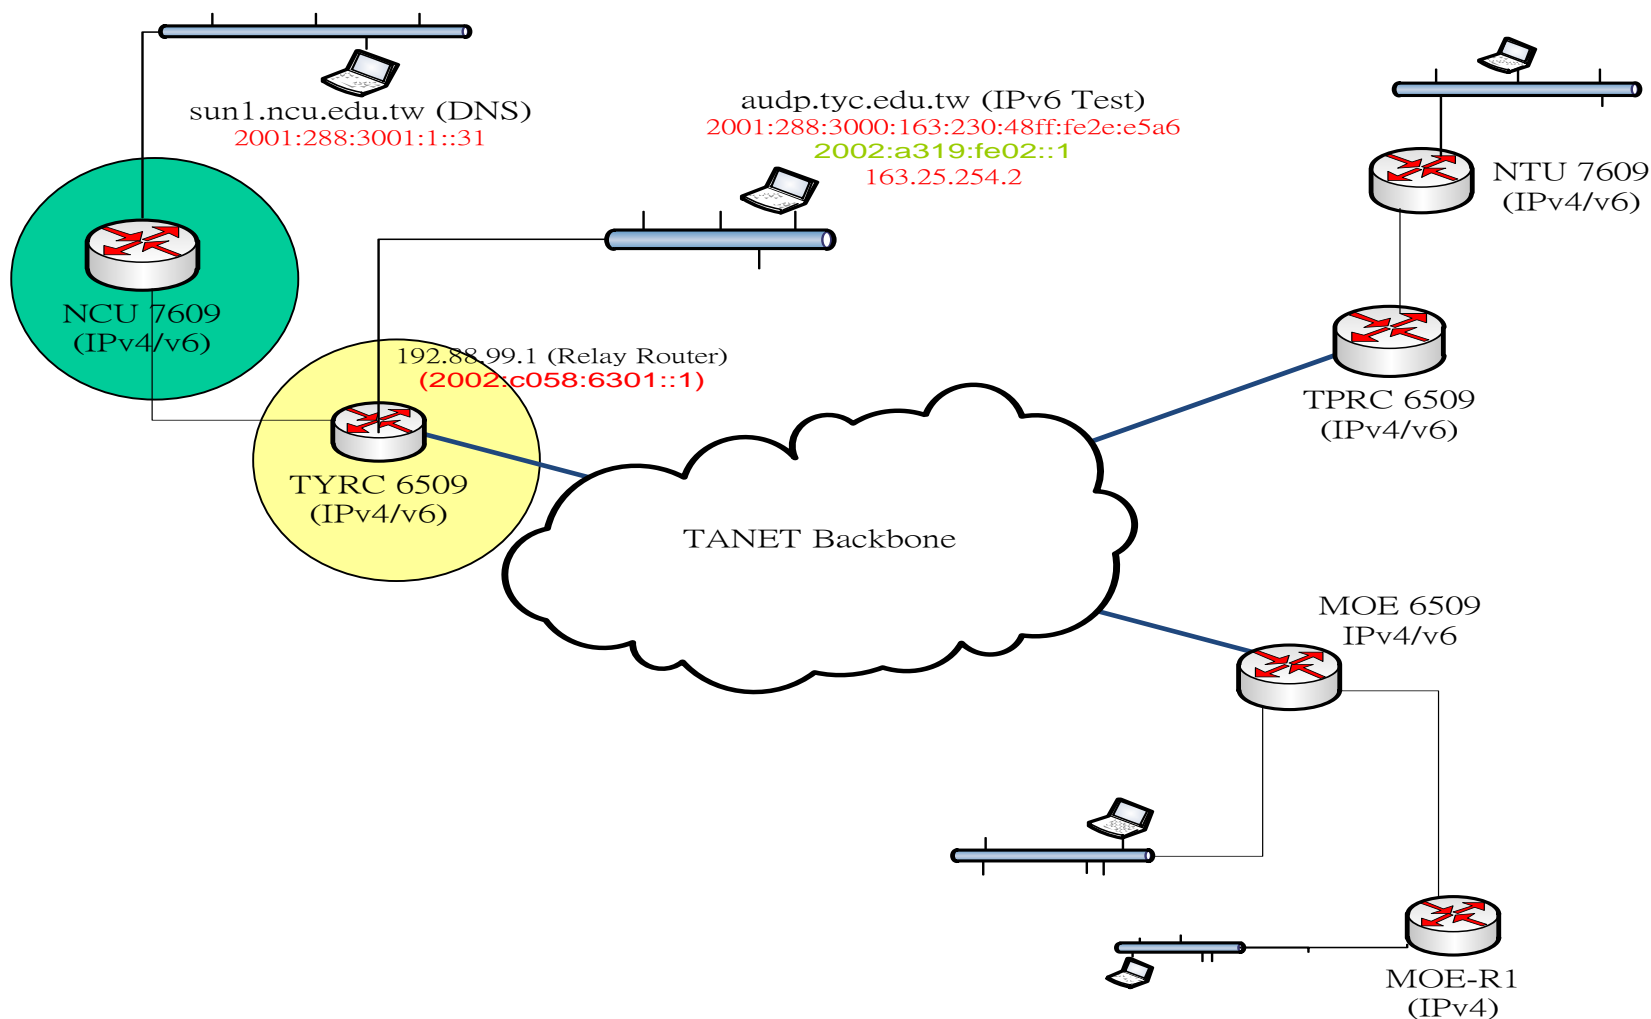 sun1.ncu.edu.tw (DNS)
2001:288:3001:1::31
audp.tyc.edu.tw (IPv6 Test)
2001:288:3000:163:230:48ff:fe2e:e5a6
2002:a319:fe02::1
163.25.254.2
NTU 7609
(IPv4/v6)
NCU 7609
(IPv4/v6)
192.88.99.1 (Relay Router)
(2002:c058:6301::1)
TYRC 6509
(IPv4/v6)
TPRC 6509
(IPv4/v6)
TANET Backbone
MOE 6509
IPv4/v6
MOE-R1
(IPv4)